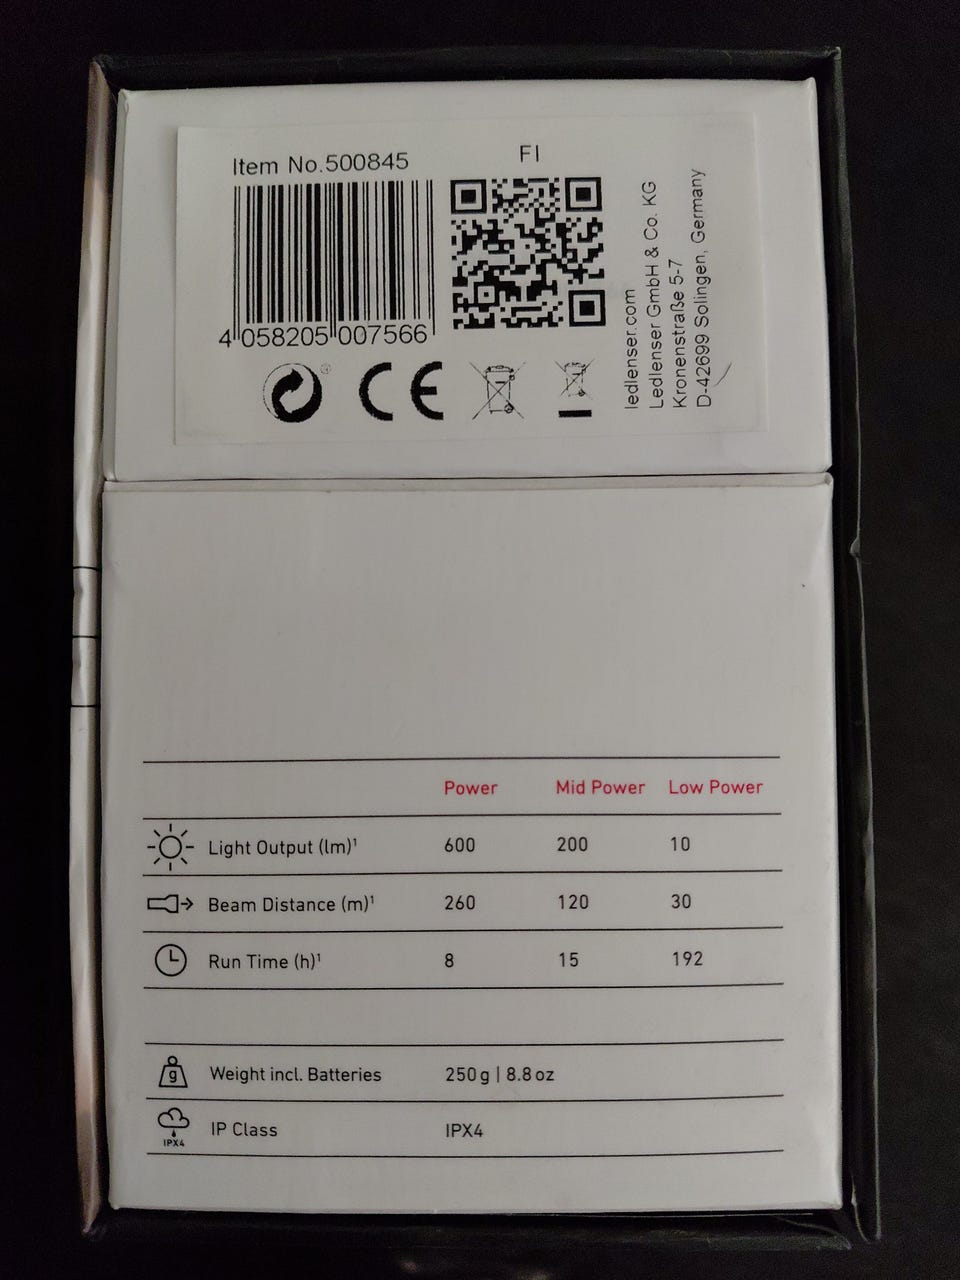 Item No.500845
FI
4 058205 007566
CE
ledlenser.com
Ledlenser GmbH & Co. KG
Kronenstraße 5-7
D-42699 Solingen, Germany
Power Mid Power Low Power
Light Output (lm)¹ 600 200 10
Beam Distance (m)¹ 260 120 30
Run Time (h)¹ 8 15 192
g Weight incl. Batteries 250 g | 8.8 oz
IPX4 IP Class IPX4